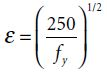 ε = (250 / f_y)^{1/2}